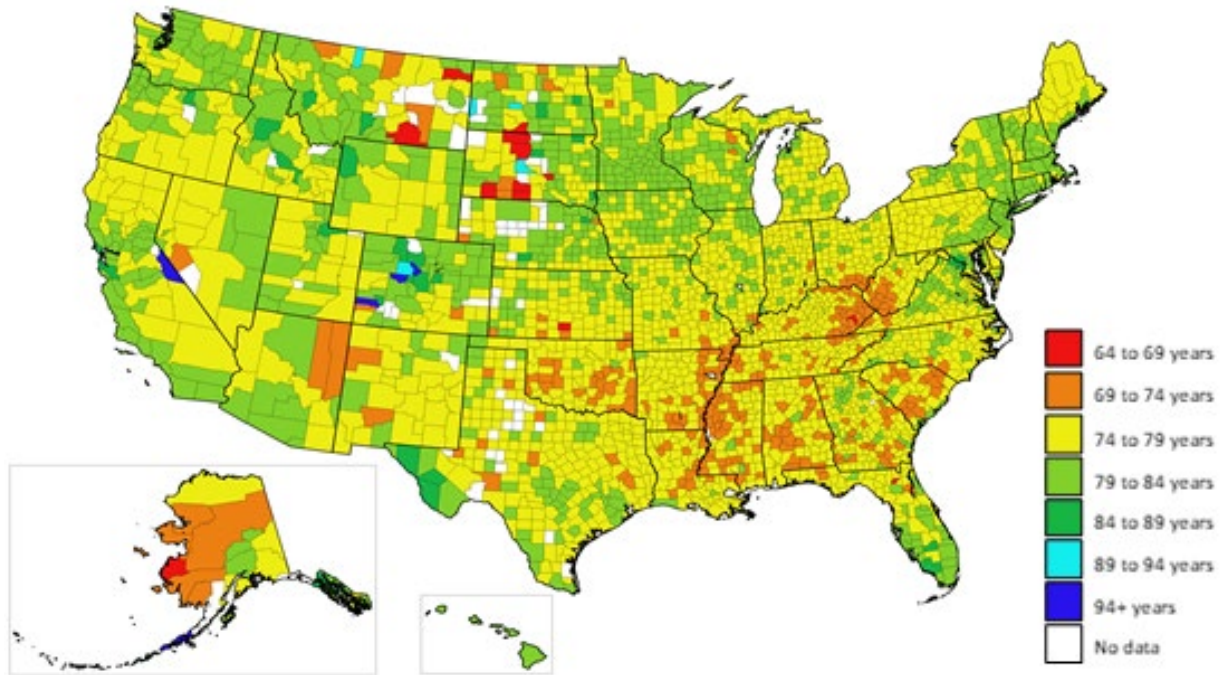 64 to 69 years
69 to 74 years
74 to 79 years
79 to 84 years
84 to 89 years
89 to 94 years
94+ years
No data